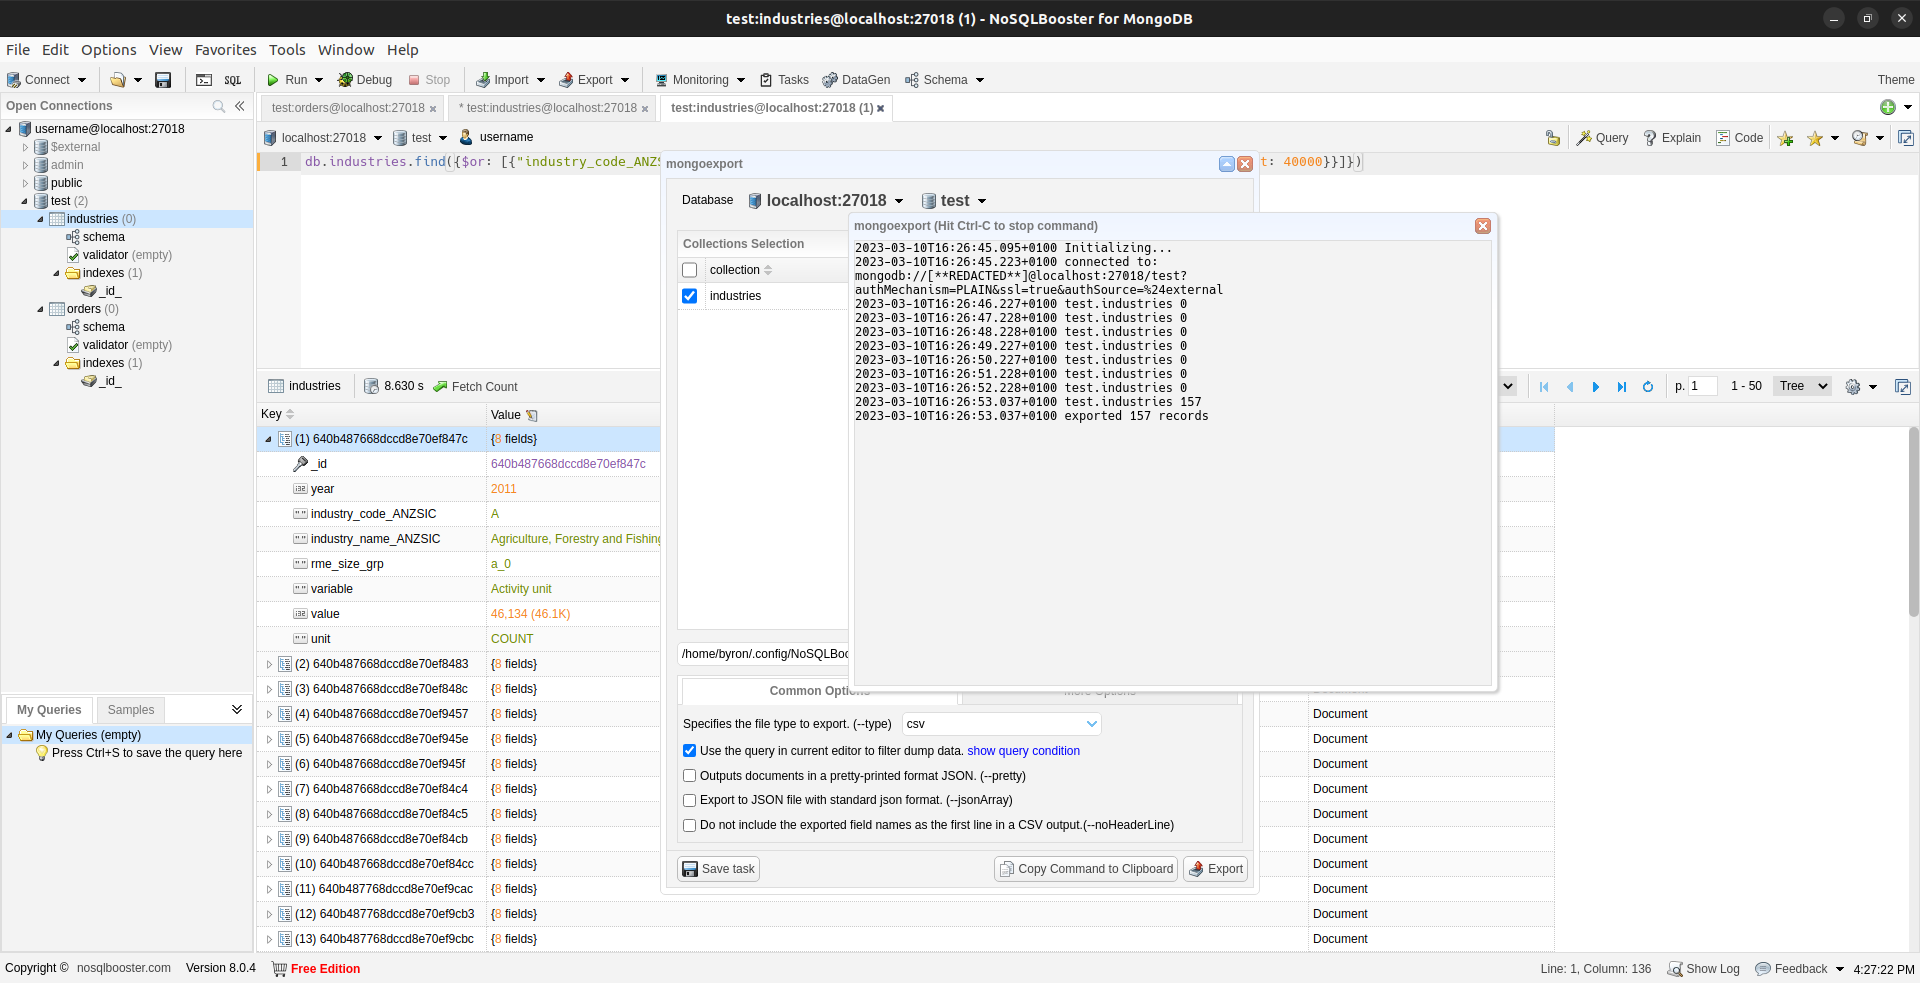 test:industries@localhost:27018 (1) - NoSQLBooster for MongoDB
File Edit Options View Favorites Tools Window Help
Connect SQL Run Debug Stop Import Export Monitoring Tasks DataGen Schema Theme
Open Connections
test:orders@localhost:27018 * test:industries@localhost:27018 test:industries@localhost:27018 (1)
username@localhost:27018
$external
admin
public
test (2)
industries (0)
schema
validator (empty)
indexes (1)
_id_
orders (0)
schema
validator (empty)
indexes (1)
_id_
My Queries Samples
My Queries (empty)
Press Ctrl+S to save the query here
localhost:27018 test username
Query Explain Code
1 db.industries.find({$or: [{"industry_code_ANZS t: 40000}}]})
industries 8.630 s Fetch Count
p. 1 1 - 50 Tree
Key Value
(1) 640b487668dccd8e70ef847c {8 fields}
_id 640b487668dccd8e70ef847c
year 2011
industry_code_ANZSIC A
industry_name_ANZSIC Agriculture, Forestry and Fishing
rme_size_grp a_0
variable Activity unit
value 46,134 (46.1K)
unit COUNT
(2) 640b487668dccd8e70ef8483 {8 fields}
(3) 640b487668dccd8e70ef848c {8 fields}
(4) 640b487668dccd8e70ef9457 {8 fields} Document
(5) 640b487668dccd8e70ef945e {8 fields} Document
(6) 640b487668dccd8e70ef945f {8 fields} Document
(7) 640b487668dccd8e70ef84c4 {8 fields} Document
(8) 640b487668dccd8e70ef84c5 {8 fields} Document
(9) 640b487668dccd8e70ef84cb {8 fields} Document
(10) 640b487668dccd8e70ef84cc {8 fields} Document
(11) 640b487768dccd8e70ef9cac {8 fields} Document
(12) 640b487768dccd8e70ef9cb3 {8 fields} Document
(13) 640b487768dccd8e70ef9cbc {8 fields} Document
mongoexport
Database localhost:27018 test
Collections Selection
collection
industries
/home/byron/.config/NoSQLBoo
Common Options More Options
Specifies the file type to export. (--type) csv
Use the query in current editor to filter dump data. show query condition
Outputs documents in a pretty-printed format JSON. (--pretty)
Export to JSON file with standard json format. (--jsonArray)
Do not include the exported field names as the first line in a CSV output.(--noHeaderLine)
Save task Copy Command to Clipboard Export
mongoexport (Hit Ctrl-C to stop command)
2023-03-10T16:26:45.095+0100 Initializing...
2023-03-10T16:26:45.223+0100 connected to:
mongodb://[**REDACTED**]@localhost:27018/test?
authMechanism=PLAIN&ssl=true&authSource=%24external
2023-03-10T16:26:46.227+0100 test.industries 0
2023-03-10T16:26:47.228+0100 test.industries 0
2023-03-10T16:26:48.228+0100 test.industries 0
2023-03-10T16:26:49.227+0100 test.industries 0
2023-03-10T16:26:50.227+0100 test.industries 0
2023-03-10T16:26:51.228+0100 test.industries 0
2023-03-10T16:26:52.228+0100 test.industries 0
2023-03-10T16:26:53.037+0100 test.industries 157
2023-03-10T16:26:53.037+0100 exported 157 records
Copyright © nosqlbooster.com Version 8.0.4 Free Edition
Line: 1, Column: 136 Show Log Feedback 4:27:22 PM